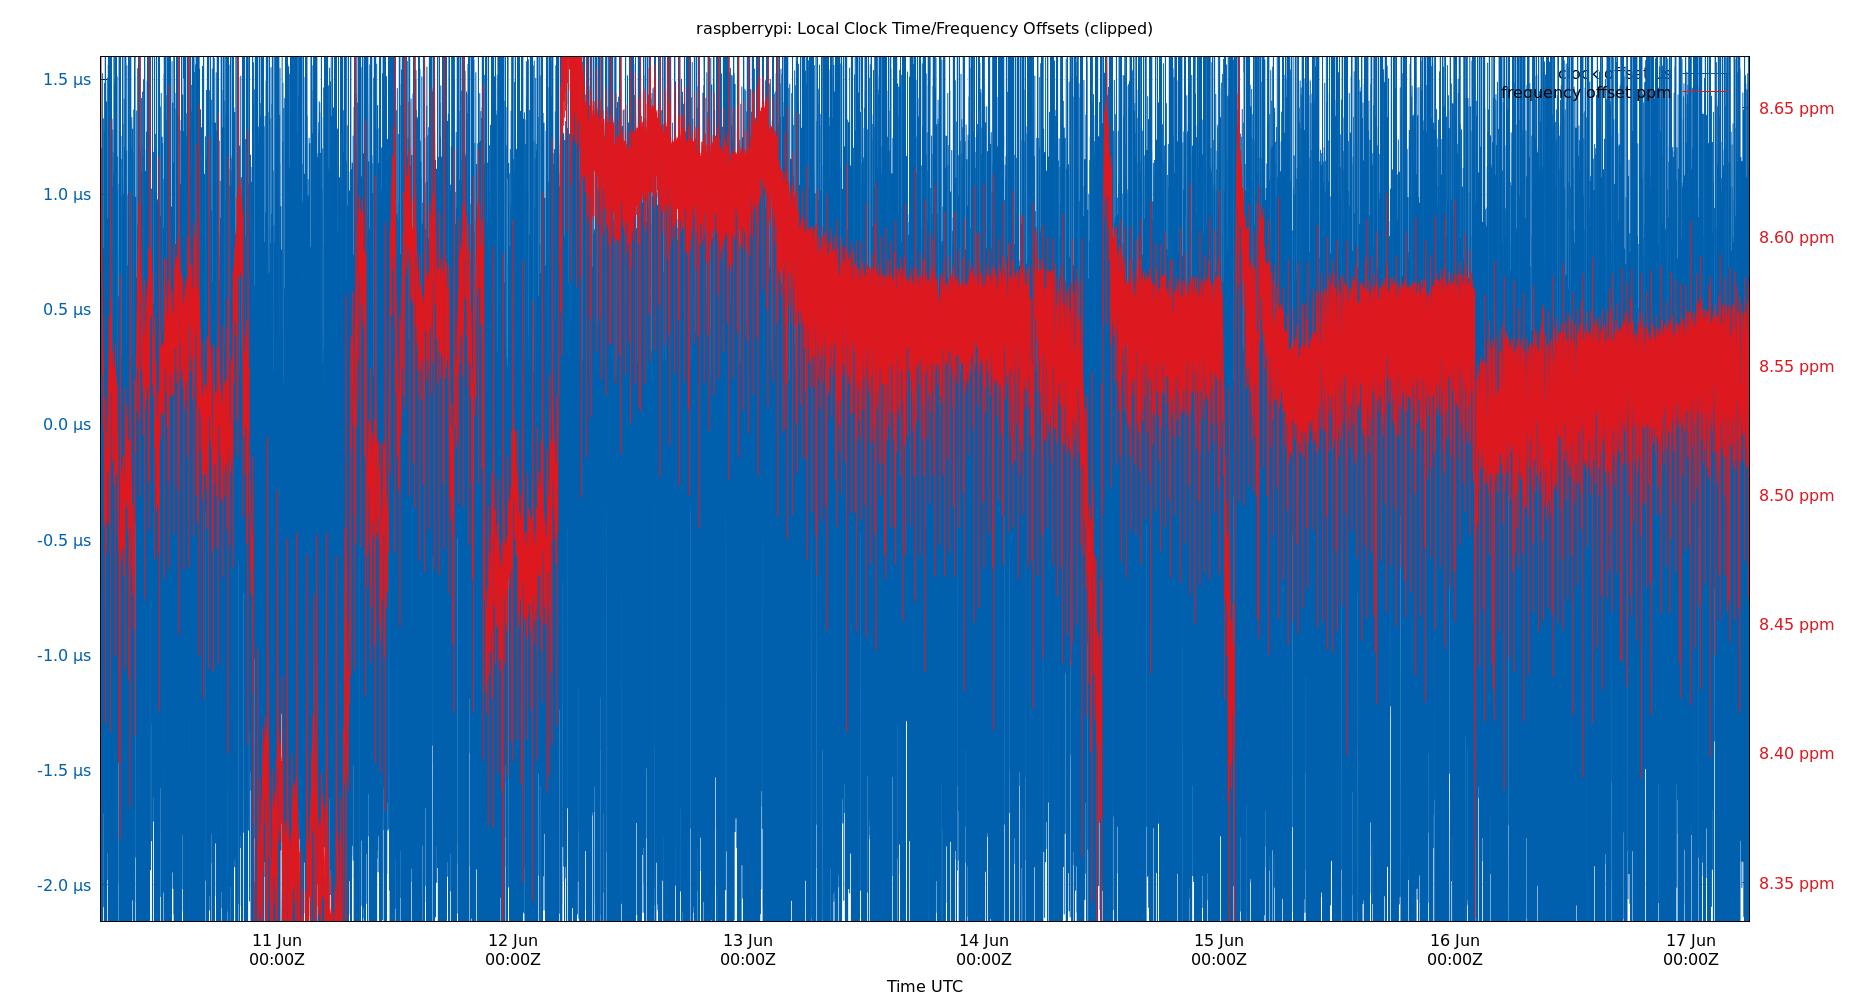 raspberrypi: Local Clock Time/Frequency Offsets (clipped)
1.5 µs
1.0 µs
0.5 µs
0.0 µs
-0.5 µs
-1.0 µs
-1.5 µs
-2.0 µs
clock offset µs
frequency offset ppm
8.65 ppm
8.60 ppm
8.55 ppm
8.50 ppm
8.45 ppm
8.40 ppm
8.35 ppm
11 Jun
00:00Z
12 Jun
00:00Z
13 Jun
00:00Z
14 Jun
00:00Z
15 Jun
00:00Z
16 Jun
00:00Z
17 Jun
00:00Z
Time UTC